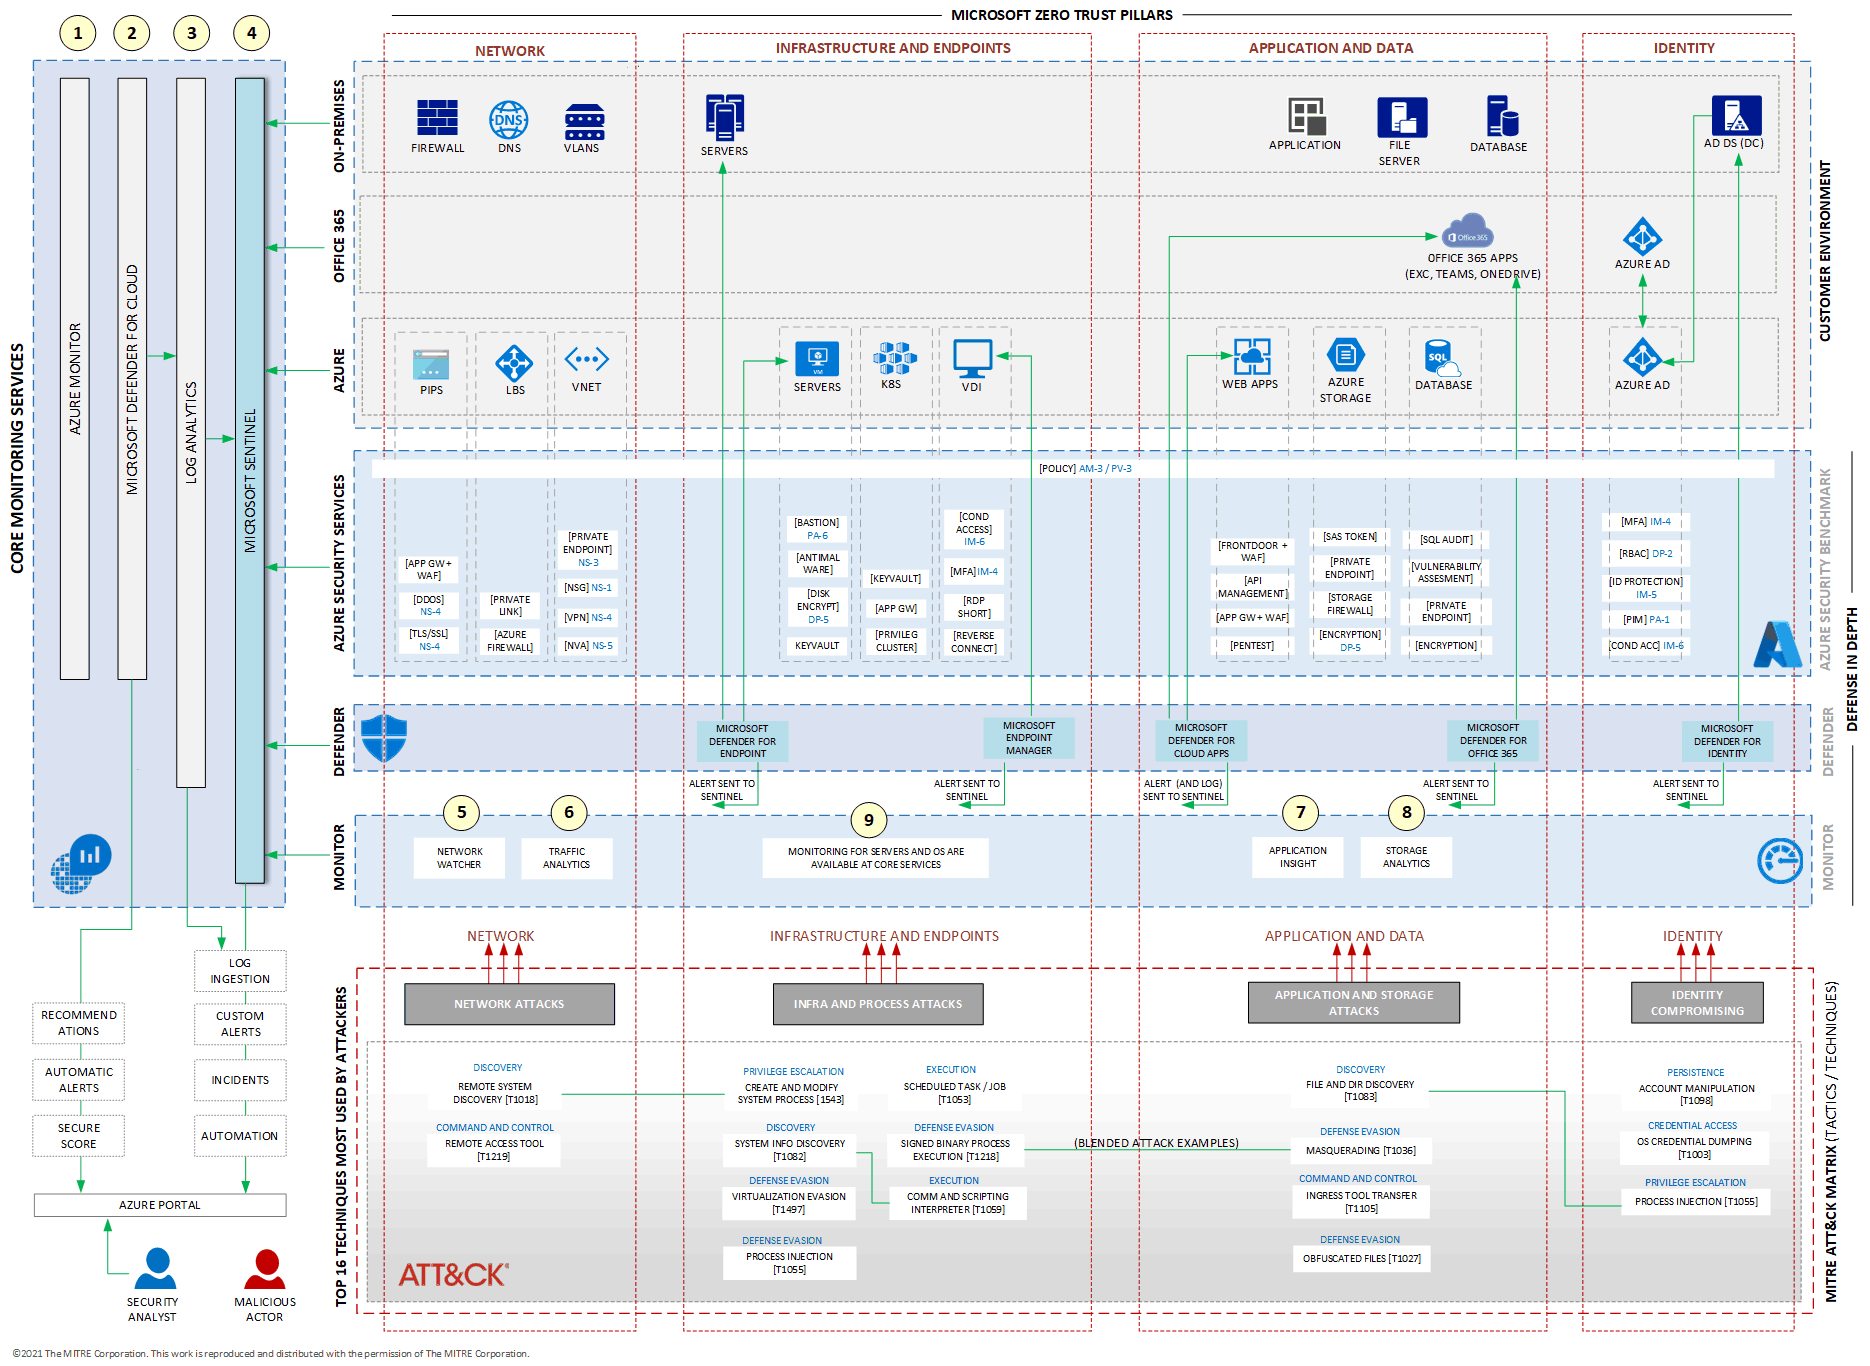 MICROSOFT ZERO TRUST PILLARS
1
2
3
4
NETWORK
INFRASTRUCTURE AND ENDPOINTS
APPLICATION AND DATA
IDENTITY
CORE MONITORING SERVICES
AZURE MONITOR
MICROSOFT DEFENDER FOR CLOUD
LOG ANALYTICS
MICROSOFT SENTINEL
ON-PREMISES
FIREWALL
DNS
DNS
VLANS
SERVERS
APPLICATION
FILE
SERVER
DATABASE
AD DS (DC)
CUSTOMER ENVIRONMENT
OFFICE 365
Office 365
OFFICE 365 APPS
(EXC, TEAMS, ONEDRIVE)
AZURE AD
AZURE
PIPS
LBS
VNET
VM
SERVERS
K8S
VDI
WEB APPS
AZURE
STORAGE
SQL
DATABASE
AZURE AD
AZURE SECURITY SERVICES
[POLICY] AM-3 / PV-3
[APP GW +
WAF]
[DDOS]
NS-4
[TLS/SSL]
NS-4
[PRIVATE
LINK]
[AZURE
FIREWALL]
[PRIVATE
ENDPOINT]
NS-3
[NSG] NS-1
[VPN] NS-4
[NVA] NS-5
[BASTION]
PA-6
[ANTIMAL
WARE]
[DISK
ENCRYPT]
DP-5
KEYVAULT
[KEYVAULT]
[APP GW]
[PRIVILEG
CLUSTER]
[COND
ACCESS]
IM-6
[MFA] IM-4
[RDP
SHORT]
[REVERSE
CONNECT]
[FRONTDOOR +
WAF]
[API
MANAGEMENT]
[APP GW + WAF]
[PENTEST]
[SAS TOKEN]
[PRIVATE
ENDPOINT]
[STORAGE
FIREWALL]
[ENCRYPTION]
DP-5
[SQL AUDIT]
[VULNERABILITY
ASSESMENT]
[PRIVATE
ENDPOINT]
[ENCRYPTION]
[MFA] IM-4
[RBAC] DP-2
[ID PROTECTION]
IM-5
[PIM] PA-1
[COND ACC] IM-6
AZURE SECURITY BENCHMARK
DEFENSE IN DEPTH
DEFENDER
MICROSOFT
DEFENDER FOR
ENDPOINT
MICROSOFT
ENDPOINT
MANAGER
MICROSOFT
DEFENDER FOR
CLOUD APPS
MICROSOFT
DEFENDER FOR
OFFICE 365
MICROSOFT
DEFENDER FOR
IDENTITY
DEFENDER
ALERT SENT TO
SENTINEL
ALERT SENT TO
SENTINEL
ALERT (AND LOG)
SENT TO SENTINEL
ALERT SENT TO
SENTINEL
ALERT SENT TO
SENTINEL
MONITOR
5
NETWORK
WATCHER
6
TRAFFIC
ANALYTICS
9
MONITORING FOR SERVERS AND OS ARE
AVAILABLE AT CORE SERVICES
7
APPLICATION
INSIGHT
8
STORAGE
ANALYTICS
MONITOR
LOG
INGESTION
RECOMMEND
ATIONS
CUSTOM
ALERTS
AUTOMATIC
ALERTS
INCIDENTS
SECURE
SCORE
AUTOMATION
AZURE PORTAL
SECURITY
ANALYST
MALICIOUS
ACTOR
NETWORK
INFRASTRUCTURE AND ENDPOINTS
APPLICATION AND DATA
IDENTITY
TOP 16 TECHNIQUES MOST USED BY ATTACKERS
NETWORK ATTACKS
INFRA AND PROCESS ATTACKS
APPLICATION AND STORAGE
ATTACKS
IDENTITY
COMPROMISING
DISCOVERY
REMOTE SYSTEM
DISCOVERY [T1018]
COMMAND AND CONTROL
REMOTE ACCESS TOOL
[T1219]
PRIVILEGE ESCALATION
CREATE AND MODIFY
SYSTEM PROCESS [1543]
DISCOVERY
SYSTEM INFO DISCOVERY
[T1082]
DEFENSE EVASION
VIRTUALIZATION EVASION
[T1497]
DEFENSE EVASION
PROCESS INJECTION
[T1055]
EXECUTION
SCHEDULED TASK / JOB
[T1053]
DEFENSE EVASION
SIGNED BINARY PROCESS
EXECUTION [T1218]
EXECUTION
COMM AND SCRIPTING
INTERPRETER [T1059]
(BLENDED ATTACK EXAMPLES)
DISCOVERY
FILE AND DIR DISCOVERY
[T1083]
DEFENSE EVASION
MASQUERADING [T1036]
COMMAND AND CONTROL
INGRESS TOOL TRANSFER
[T1105]
DEFENSE EVASION
OBFUSCATED FILES [T1027]
PERSISTENCE
ACCOUNT MANIPULATION
[T1098]
CREDENTIAL ACCESS
OS CREDENTIAL DUMPING
[T1003]
PRIVILEGE ESCALATION
PROCESS INJECTION [T1055]
ATT&CK®
MITRE ATT&CK MATRIX (TACTICS / TECHNIQUES)
©2021 The MITRE Corporation. This work is reproduced and distributed with the permission of The MITRE Corporation.